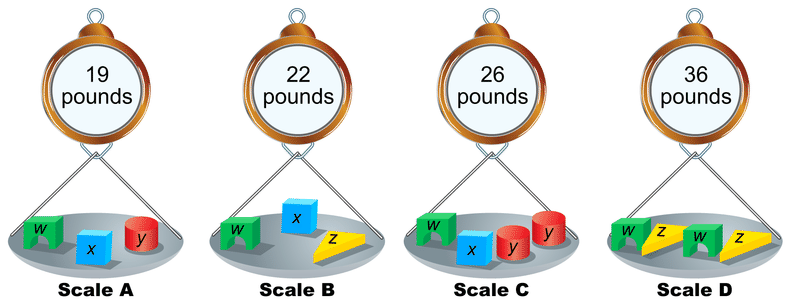 19
pounds
w
x
y
Scale A
22
pounds
w
x
z
Scale B
26
pounds
w
x
y
y
Scale C
36
pounds
w
z
w
z
Scale D